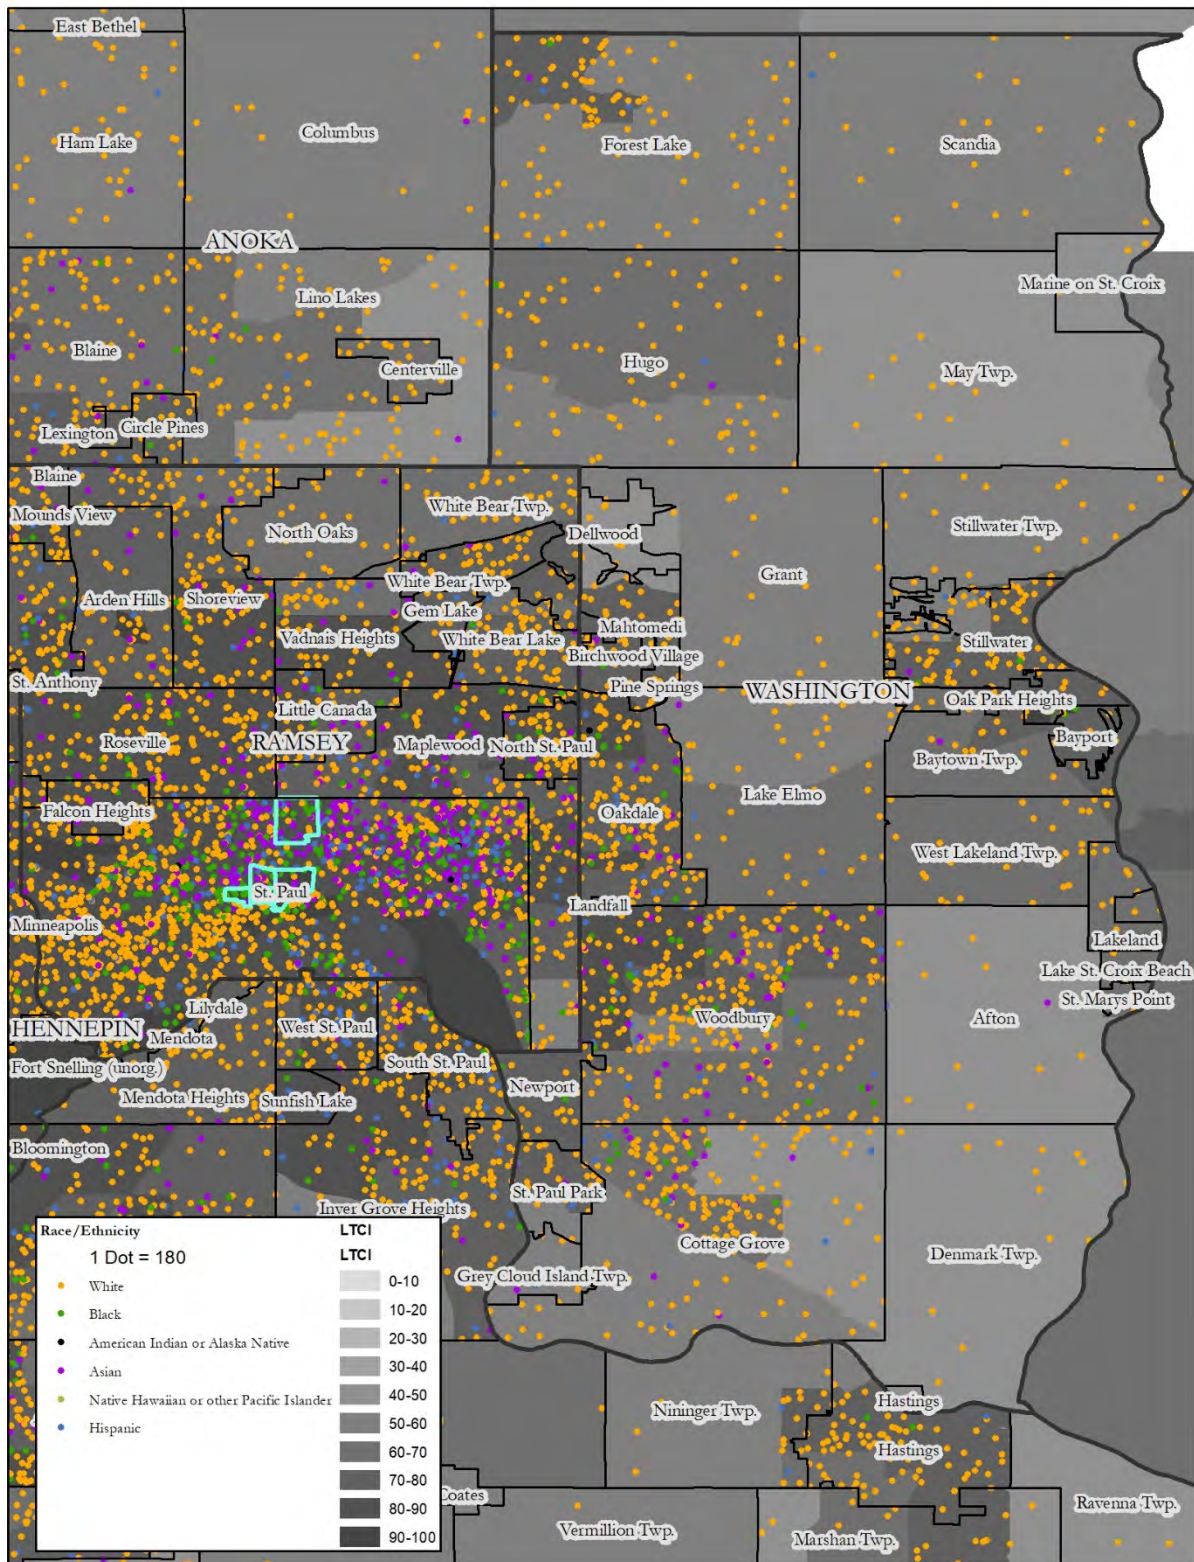 East Bethel
Ham Lake
Columbus
Forest Lake
Scandia
ANOKA
Marine on St. Croix
Lino Lakes
Blaine
Centerville
Hugo
May Twp.
Lexington
Circle Pines
Blaine
Mounds View
North Oaks
White Bear Twp.
Dellwood
Stillwater Twp.
Grant
White Bear Twp.
Arden Hills
Shoreview
Gem Lake
Vadnais Heights
White Bear Lake
Mahtomedi
Stillwater
Birchwood Village
St. Anthony
Pine Springs
WASHINGTON
Oak Park Heights
Little Canada
Roseville
RAMSEY
Maplewood
North St. Paul
Bayport
Baytown Twp.
Falcon Heights
Oakdale
Lake Elmo
West Lakeland Twp.
St. Paul
Landfall
Minneapolis
Lakeland
Lake St. Croix Beach
St. Marys Point
Lilydale
HENNEPIN
Mendota
West St. Paul
Woodbury
Afton
Fort Snelling (unorg.)
South St. Paul
Newport
Mendota Heights
Sunfish Lake
Bloomington
St. Paul Park
Inver Grove Heights
Cottage Grove
Denmark Twp.
Grey Cloud Island Twp.
Race/Ethnicity
1 Dot = 180
White
Black
American Indian or Alaska Native
Asian
Native Hawaiian or other Pacific Islander
Hispanic
LTCI
LTCI
0-10
10-20
20-30
30-40
40-50
50-60
60-70
70-80
80-90
90-100
Nininger Twp.
Hastings
Hastings
Coates
Vermillion Twp.
Marshan Twp.
Ravenna Twp.